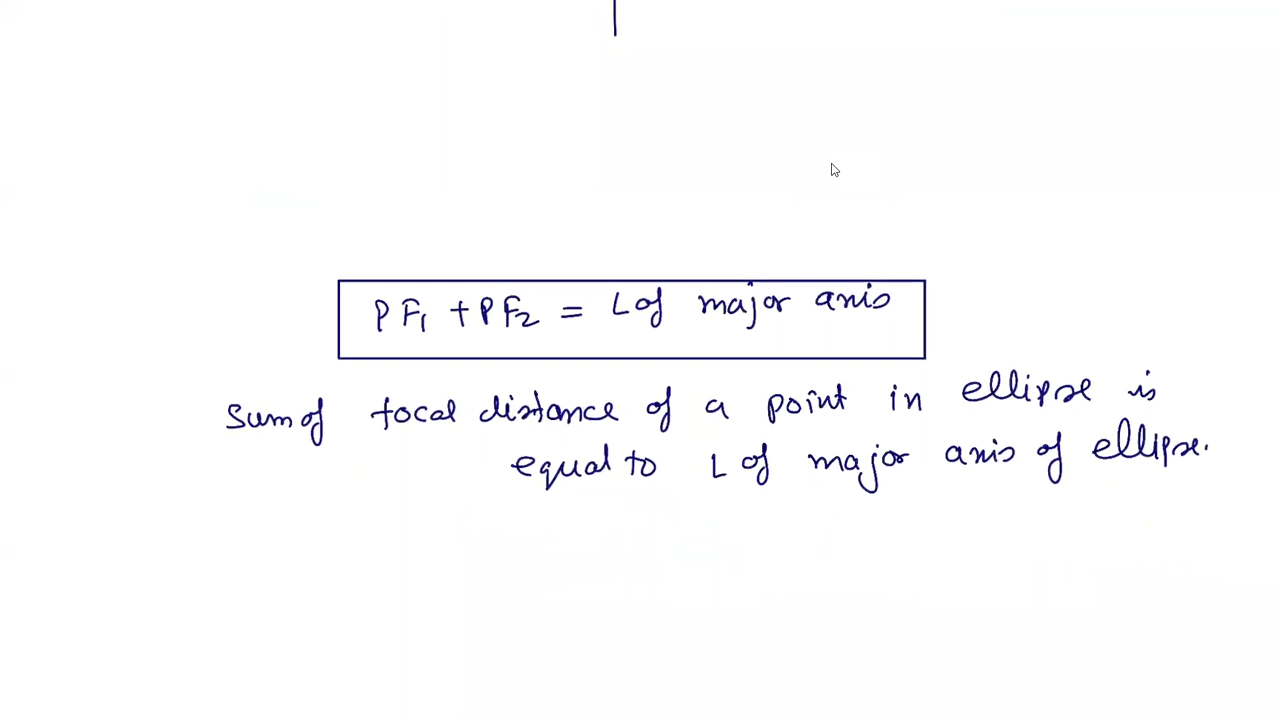 PF₁ + PF₂ = L of major axis
Sum of focal distance of a point in ellipse is
equal to L of major axis of ellipse.